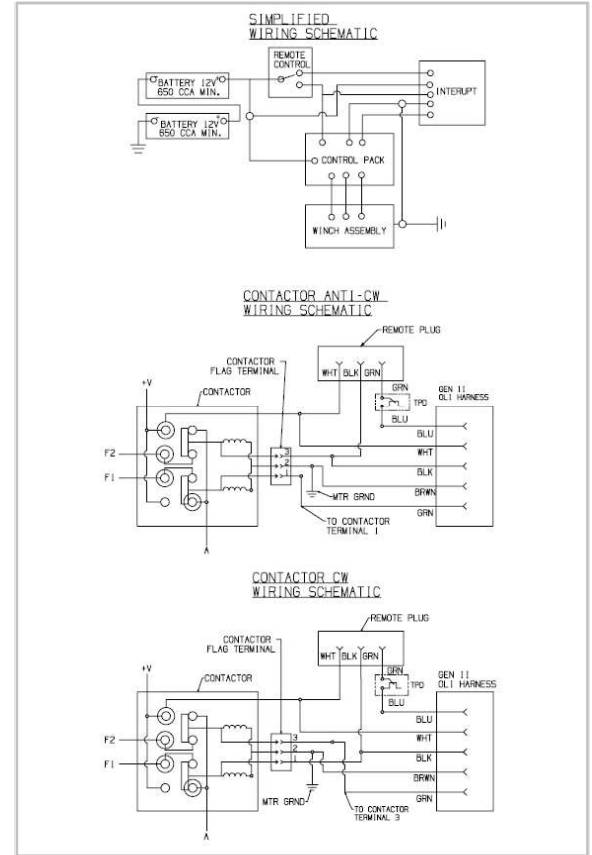 SIMPLIFIED
WIRING SCHEMATIC
REMOTE
CONTROL
BATTERY 12V
650 CCA MIN.
INTERUPT
BATTERY 12V
650 CCA MIN.
CONTROL PACK
WINCH ASSEMBLY
CONTACTOR ANTI-CW
WIRING SCHEMATIC
REMOTE PLUG
CONTACTOR
FLAG TERMINAL
WHT BLK GRN
+V
CONTACTOR
GRN
TPD
BLU
GEN II
OLI HARNESS
BLU
WHT
BLK
BRWN
GRN
F2
F1
3
2
1
MTR GRND
TO CONTACTOR
TERMINAL 1
A
CONTACTOR CW
WIRING SCHEMATIC
REMOTE PLUG
CONTACTOR
FLAG TERMINAL
WHT BLK GRN
+V
CONTACTOR
GRN
TPD
BLU
GEN II
OLI HARNESS
BLU
WHT
BLK
BRWN
GRN
F2
F1
3
2
1
MTR GRND
TO CONTACTOR
TERMINAL 3
A